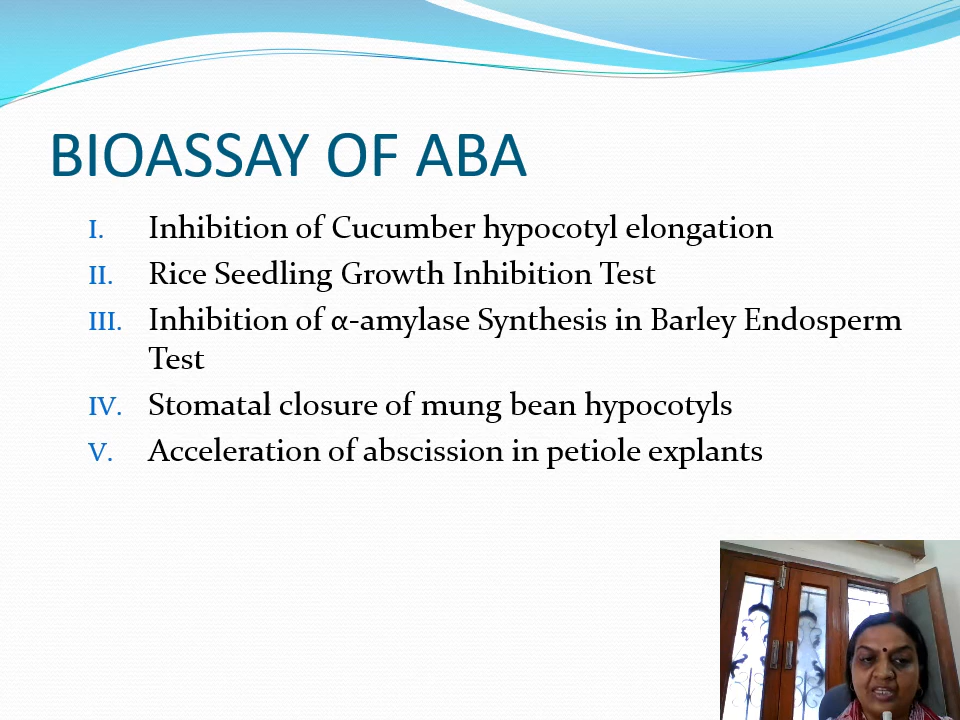 BIOASSAY OF ABA
I. Inhibition of Cucumber hypocotyl elongation
II. Rice Seedling Growth Inhibition Test
III. Inhibition of α-amylase Synthesis in Barley Endosperm
Test
IV. Stomatal closure of mung bean hypocotyls
V. Acceleration of abscission in petiole explants